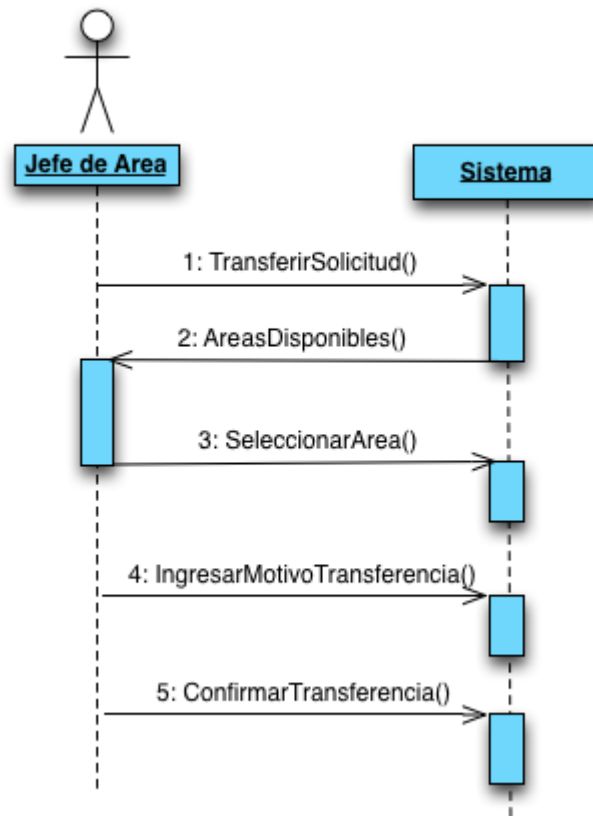 Jefe de Area
Sistema
1: TransferirSolicitud()
2: AreasDisponibles()
3: SeleccionarArea()
4: IngresarMotivoTransferencia()
5: ConfirmarTransferencia()